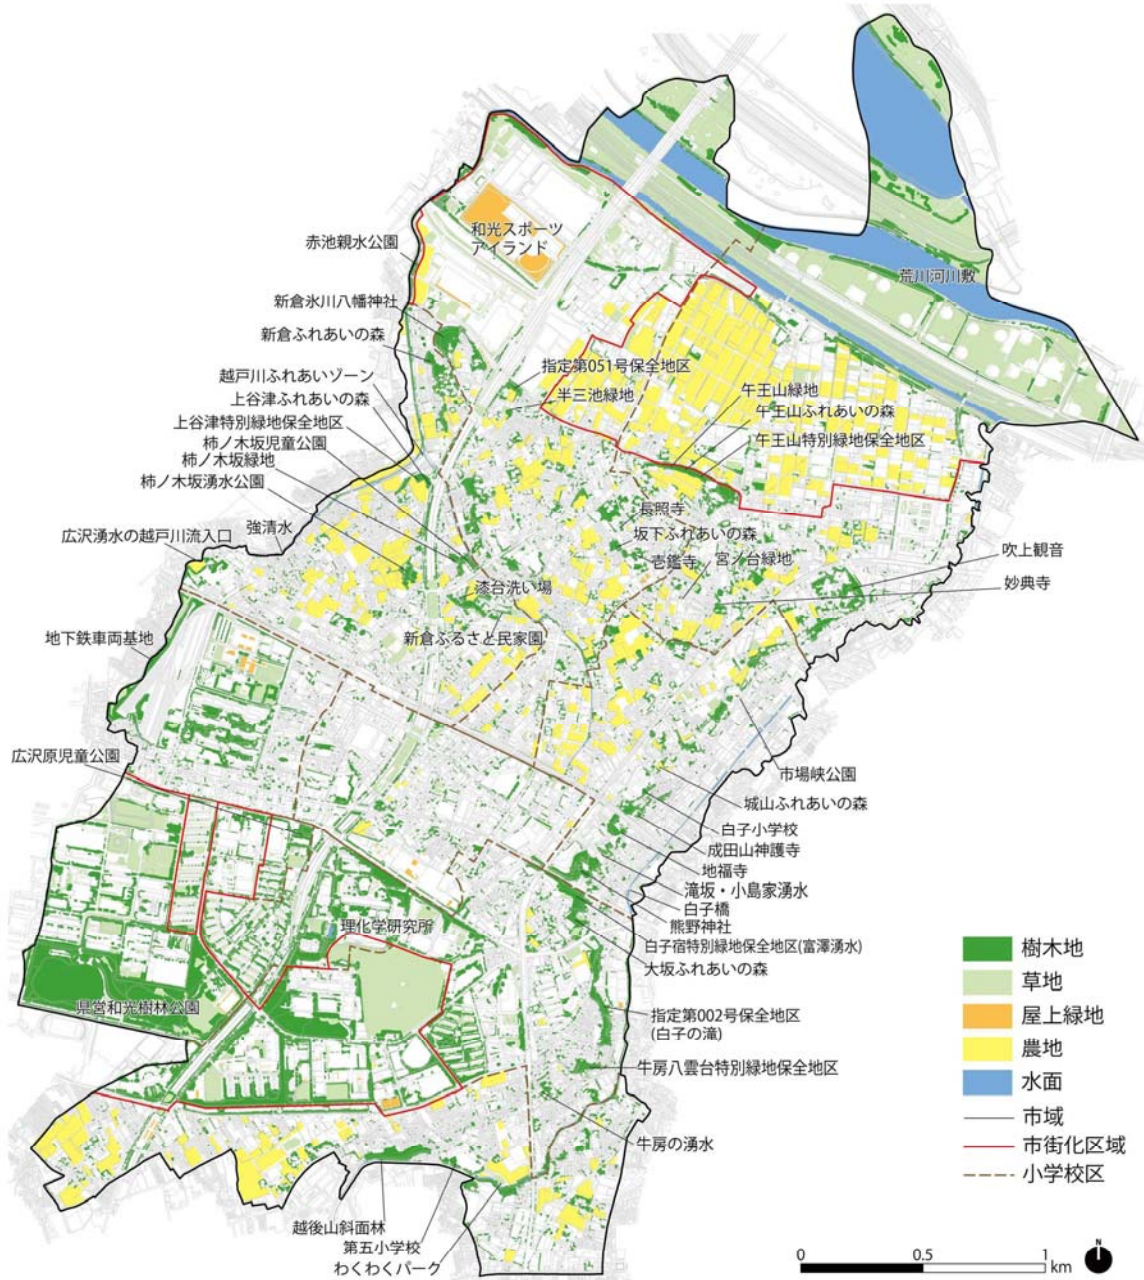 和光スポーツ
アイランド
赤池親水公園
荒川河川敷
新倉氷川八幡神社
新倉ふれあいの森
指定第051号保全地区
越戸川ふれあいゾーン
半三池緑地
午王山緑地
上谷津ふれあいの森
午王山ふれあいの森
上谷津特別緑地保全地区
午王山特別緑地保全地区
柿ノ木坂児童公園
柿ノ木坂緑地
柿ノ木坂湧水公園
長照寺
強清水
坂下ふれあいの森
広沢湧水の越戸川流入口
壱鑑寺
宮ノ台緑地
吹上観音
妙典寺
漆台洗い場
地下鉄車両基地
新倉ふるさと民家園
広沢原児童公園
市場峡公園
城山ふれあいの森
白子小学校
成田山神護寺
地福寺
滝坂・小島家湧水
白子橋
熊野神社
理化学研究所
白子宿特別緑地保全地区(富澤湧水)
大坂ふれあいの森
県営和光樹林公園
指定第002号保全地区
(白子の滝)
牛房八雲台特別緑地保全地区
牛房の湧水
越後山斜面林
第五小学校
わくわくパーク
樹木地
草地
屋上緑地
農地
水面
市域
市街化区域
小学校区
0 0.5 1 km
N